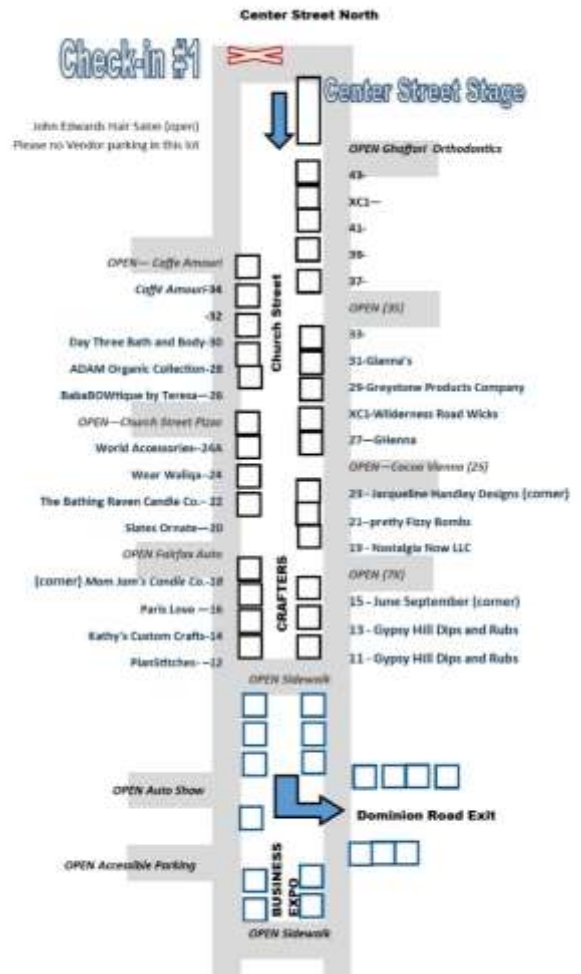 Center Street North
Check-in #1
Center Street Stage
John Edwards Hair Salon (open)
Please no Vendor parking in this lot
OPEN Ghaffari Orthodontics
43-
XC1—
41-
39-
37-
OPEN (35)
33-
31-Gianna's
29-Greystone Products Company
XC1-Wilderness Road Wicks
27—GHenna
OPEN—Cocoa Vienna (25)
23 - Jacqueline Handley Designs (corner)
21-pretty Fizzy Bombs
19 - Nostalgia Now LLC
OPEN (7X)
15 - June September (corner)
13 - Gypsy Hill Dips and Rubs
11 - Gypsy Hill Dips and Rubs
OPEN— Caffe Amouri
Caffé Amouri-34
-32
Day Three Bath and Body-30
ADAM Organic Collection-28
BabaBOWtique by Teresa—26
OPEN—Church Street Pizza
World Accessories--24A
Wear Waliqa--24
The Bathing Raven Candle Co.-- 22
Slates Ornate—20
OPEN Fairfax Auto
(corner) Mom Jam's Candle Co.-18
Paris Love —16
Kathy's Custom Crafts-14
PlanStitches- --12
Church Street
CRAFTERS
OPEN Sidewalk
OPEN Auto Show
Dominion Road Exit
OPEN Accessible Parking
BUSINESS
EXPO
OPEN Sidewalk